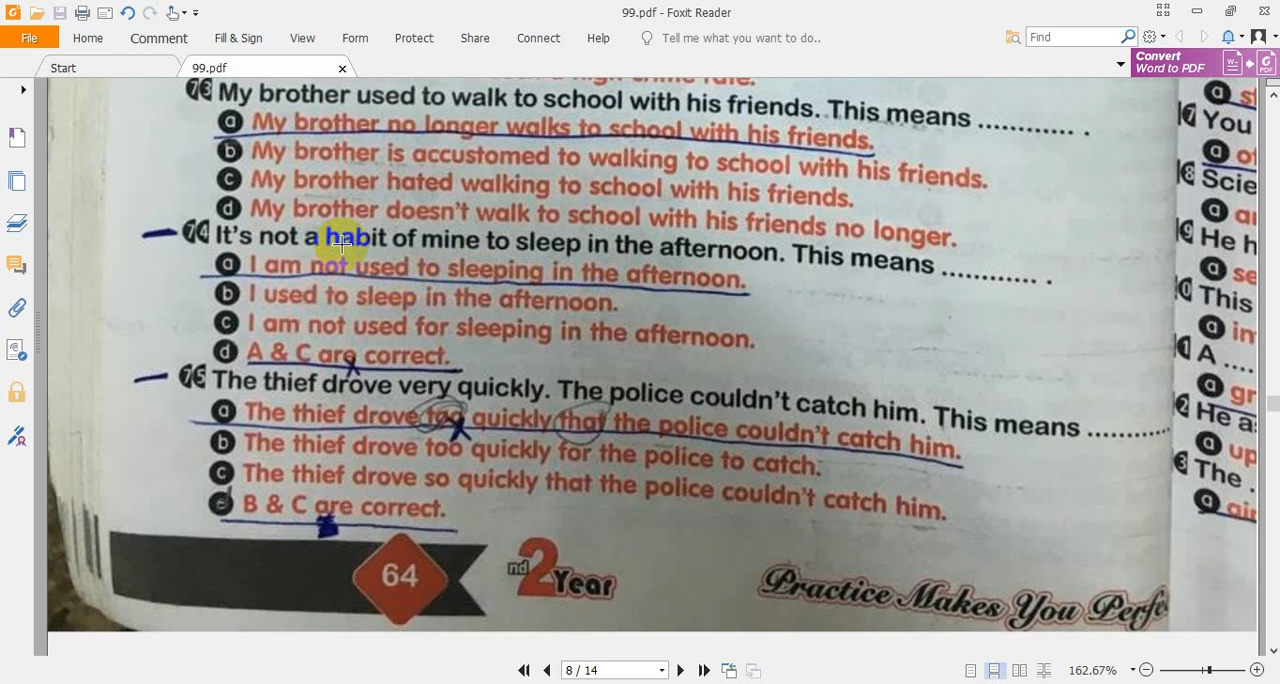 99.pdf - Foxit Reader
File Home Comment Fill & Sign View Form Protect Share Connect Help Tell me what you want to do.. Find
Start 99.pdf Convert Word to PDF
73 My brother used to walk to school with his friends. This means ............ .
a My brother no longer walks to school with his friends.
b My brother is accustomed to walking to school with his friends.
c My brother hated walking to school with his friends.
d My brother doesn't walk to school with his friends no longer.
74 It's not a habit of mine to sleep in the afternoon. This means ............ .
a I am not used to sleeping in the afternoon.
b I used to sleep in the afternoon.
c I am not used for sleeping in the afternoon.
d A & C are correct.
75 The thief drove very quickly. The police couldn't catch him. This means ..........
a The thief drove too quickly that the police couldn't catch him.
b The thief drove too quickly for the police to catch.
c The thief drove so quickly that the police couldn't catch him.
d B & C are correct.
64 2nd Year Practice Makes You
a
You
a
Scie
a
He h
a se
This
a im
A ....
a gr
He a
a up
The .
a
8 / 14 162.67%